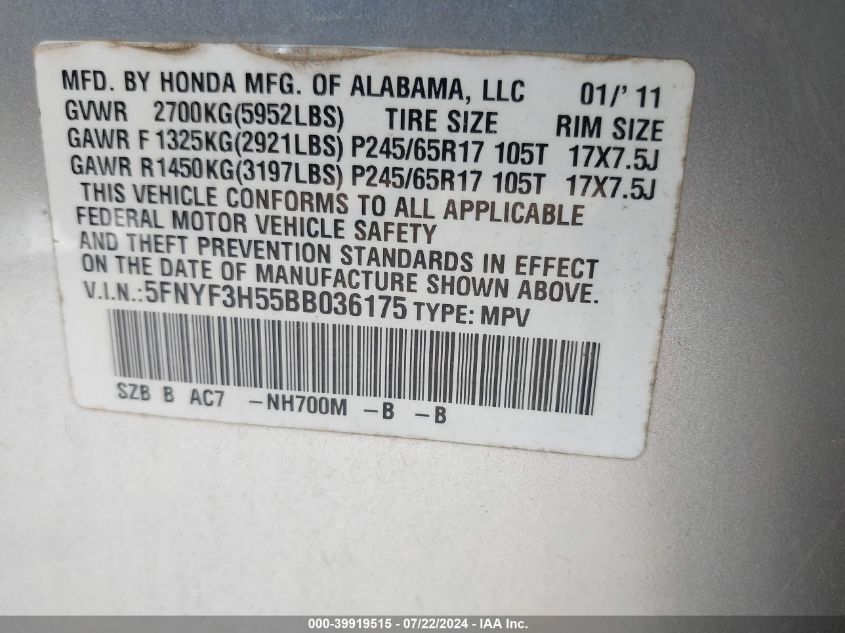 MFD. BY HONDA MFG. OF ALABAMA, LLC 01/' 11
GVWR 2700KG(5952LBS) TIRE SIZE RIM SIZE
GAWR F 1325KG(2921LBS) P245/65R17 105T 17X7.5J
GAWR R1450KG(3197LBS) P245/65R17 105T 17X7.5J
THIS VEHICLE CONFORMS TO ALL APPLICABLE
FEDERAL MOTOR VEHICLE SAFETY
AND THEFT PREVENTION STANDARDS IN EFFECT
ON THE DATE OF MANUFACTURE SHOWN ABOVE.
V.I.N.:5FNYF3H55BB036175 TYPE: MPV
SZB B AC7 -NH700M -B -B
000-39919515 - 07/22/2024 - IAA Inc.